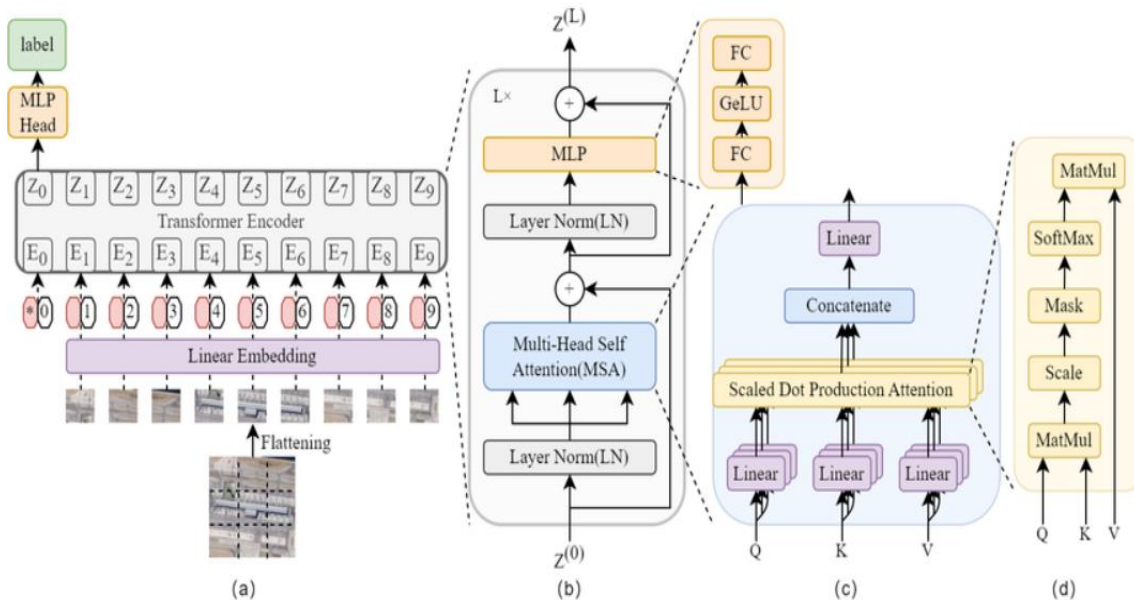 label
MLP
Head
Z0 Z1 Z2 Z3 Z4 Z5 Z6 Z7 Z8 Z9
Transformer Encoder
E0 E1 E2 E3 E4 E5 E6 E7 E8 E9
* 0 1 2 3 4 5 6 7 8 9
Linear Embedding
Flattening
(a)
Z(L)
L×
+
MLP
Layer Norm(LN)
+
Multi-Head Self
Attention(MSA)
Layer Norm(LN)
Z(0)
(b)
FC
GeLU
FC
Linear
Concatenate
Scaled Dot Production Attention
Linear Linear Linear
Q K V
(c)
MatMul
SoftMax
Mask
Scale
MatMul
Q K V
(d)